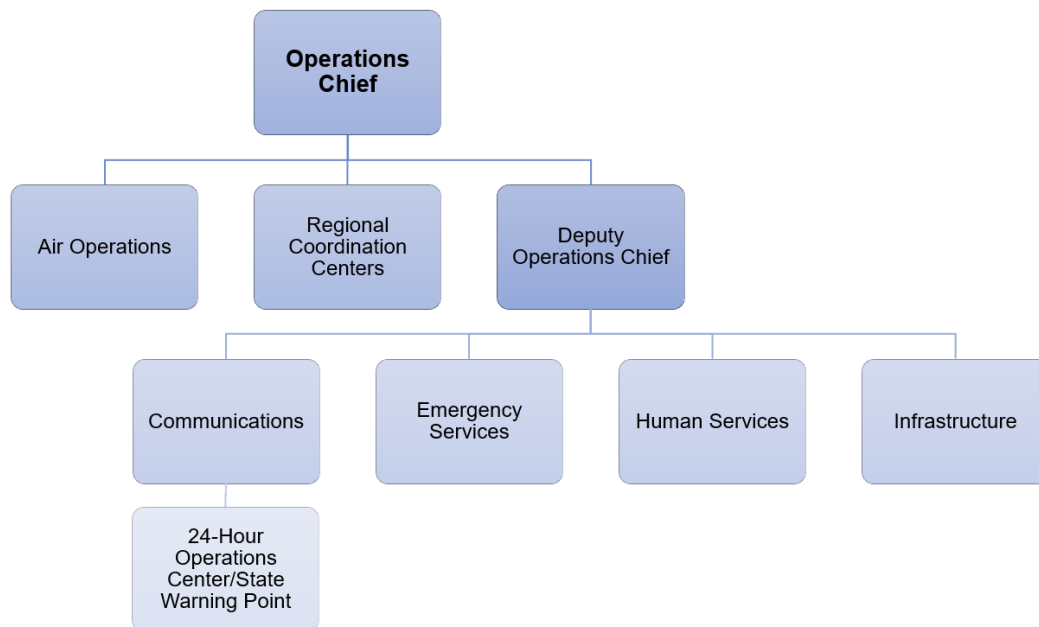 Operations
Chief
Air Operations
Regional
Coordination
Centers
Deputy
Operations Chief
Communications
Emergency
Services
Human Services
Infrastructure
24-Hour
Operations
Center/State
Warning Point